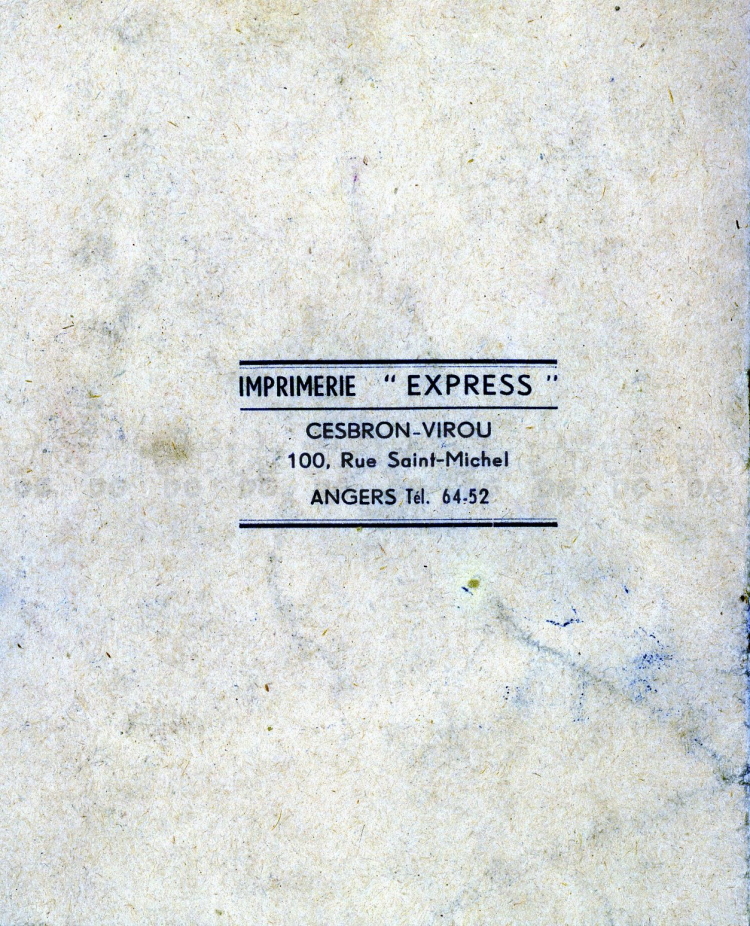 IMPRIMERIE " EXPRESS "
CESBRON-VIROU
100, Rue Saint-Michel
ANGERS Tél. 64-52